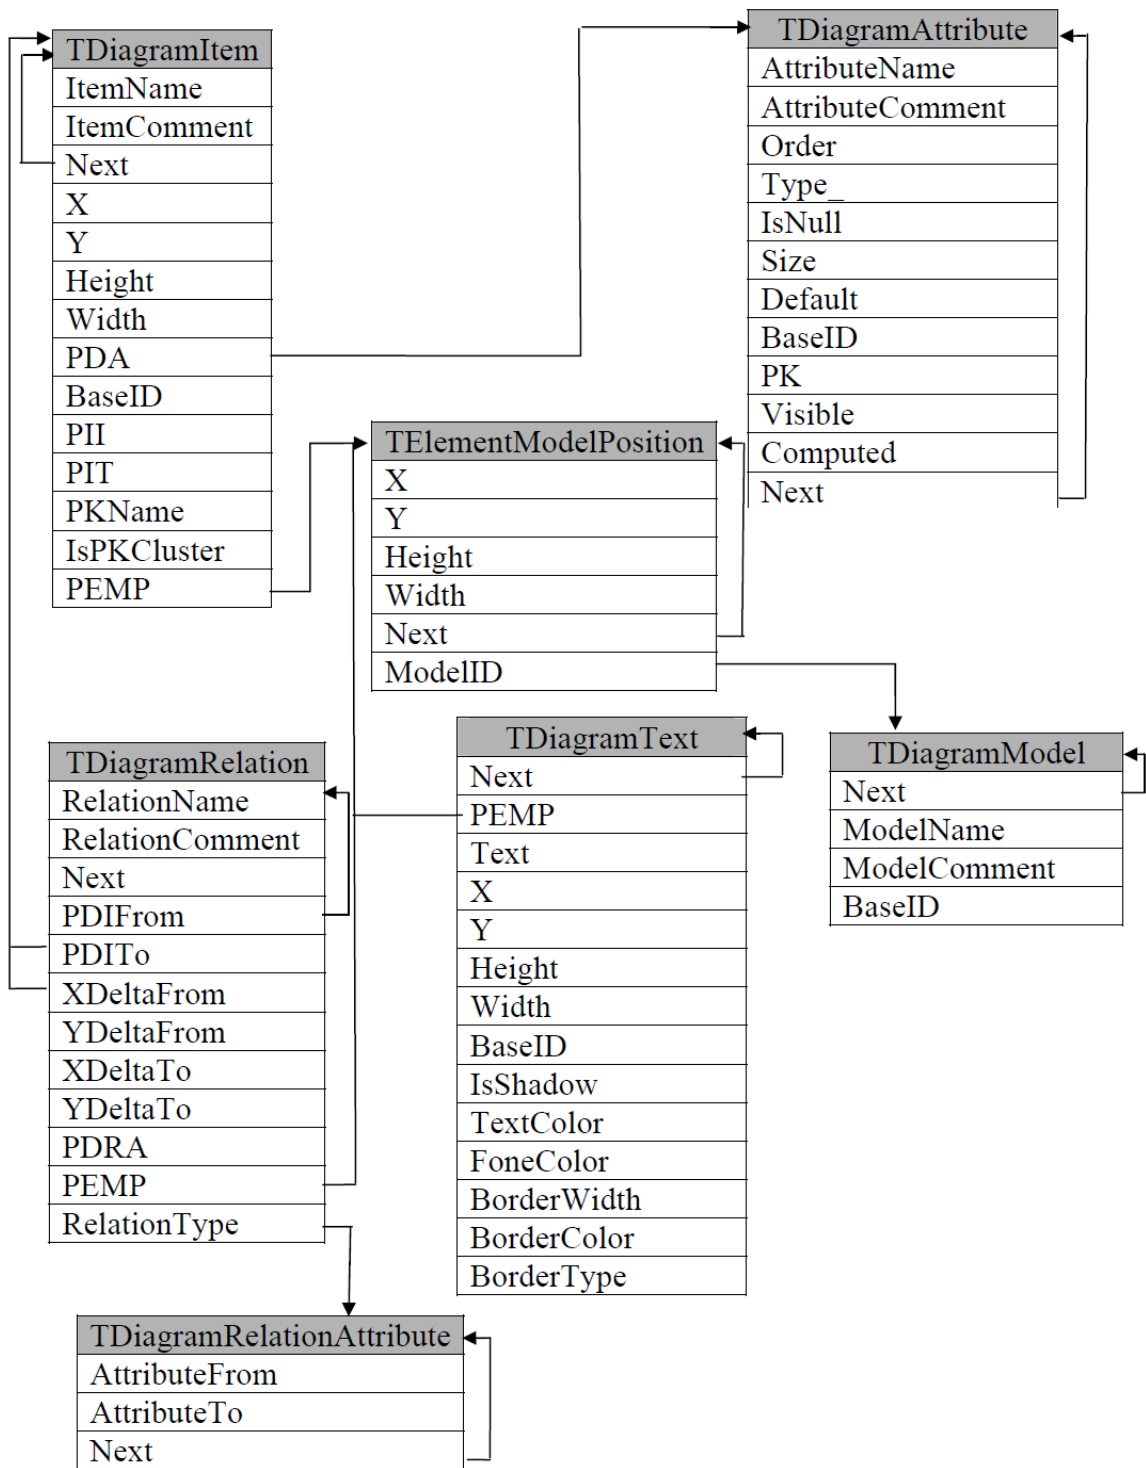 TDiagramItem
ItemName
ItemComment
Next
X
Y
Height
Width
PDA
BaseID
PII
PIT
PKName
IsPKCluster
PEMP
TDiagramAttribute
AttributeName
AttributeComment
Order
Type_
IsNull
Size
Default
BaseID
PK
Visible
Computed
Next
TElementModelPosition
X
Y
Height
Width
Next
ModelID
TDiagramRelation
RelationName
RelationComment
Next
PDIFrom
PDITo
XDeltaFrom
YDeltaFrom
XDeltaTo
YDeltaTo
PDRA
PEMP
RelationType
TDiagramText
Next
PEMP
Text
X
Y
Height
Width
BaseID
IsShadow
TextColor
FoneColor
BorderWidth
BorderColor
BorderType
TDiagramModel
Next
ModelName
ModelComment
BaseID
TDiagramRelationAttribute
AttributeFrom
AttributeTo
Next